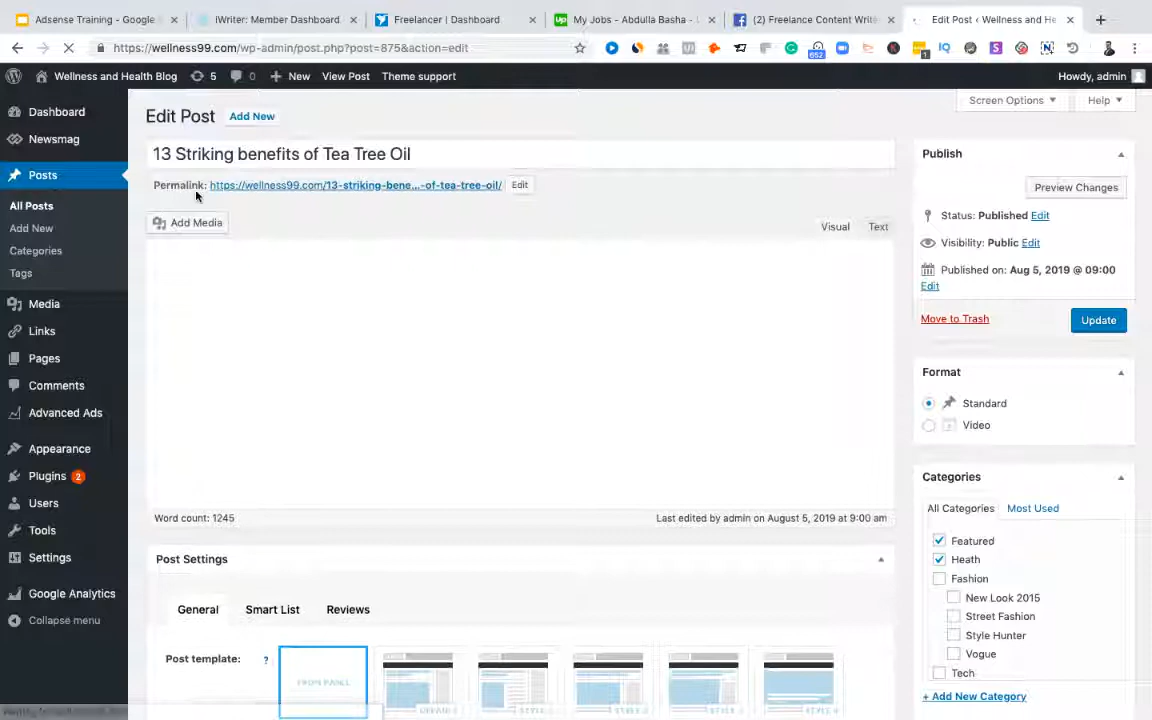 Adsense Training - Google
iWriter: Member Dashboard
Freelancer | Dashboard
My Jobs - Abdulla Basha -
(2) Freelance Content Write
Edit Post ‹ Wellness and He
https://wellness99.com/wp-admin/post.php?post=875&action=edit
652
1
IQ
Wellness and Health Blog
5
0
New
View Post
Theme support
Howdy, admin
Dashboard
Newsmag
Posts
All Posts
Add New
Categories
Tags
Media
Links
Pages
Comments
Advanced Ads
Appearance
Plugins 2
Users
Tools
Settings
Google Analytics
Collapse menu
Edit Post
Add New
Screen Options
Help
13 Striking benefits of Tea Tree Oil
Permalink: https://wellness99.com/13-striking-bene...-of-tea-tree-oil/ Edit
Add Media
Visual
Text
Word count: 1245
Last edited by admin on August 5, 2019 at 9:00 am
Post Settings
General
Smart List
Reviews
Post template:
?
FROM PANEL
Publish
Preview Changes
Status: Published Edit
Visibility: Public Edit
Published on: Aug 5, 2019 @ 09:00
Edit
Move to Trash
Update
Format
Standard
Video
Categories
All Categories
Most Used
Featured
Heath
Fashion
New Look 2015
Street Fashion
Style Hunter
Vogue
Tech
+ Add New Category